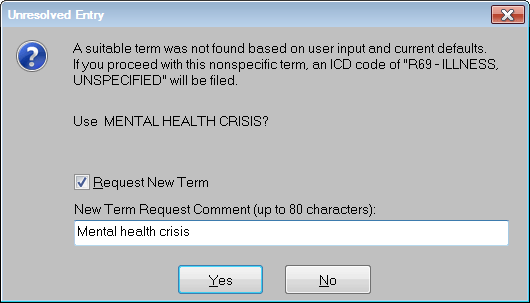 Unresolved Entry
A suitable term was not found based on user input and current defaults.
If you proceed with this nonspecific term, an ICD code of "R69 - ILLNESS,
UNSPECIFIED" will be filed.
Use  MENTAL HEALTH CRISIS?
Request New Term
New Term Request Comment (up to 80 characters):
Mental health crisis
Yes
No